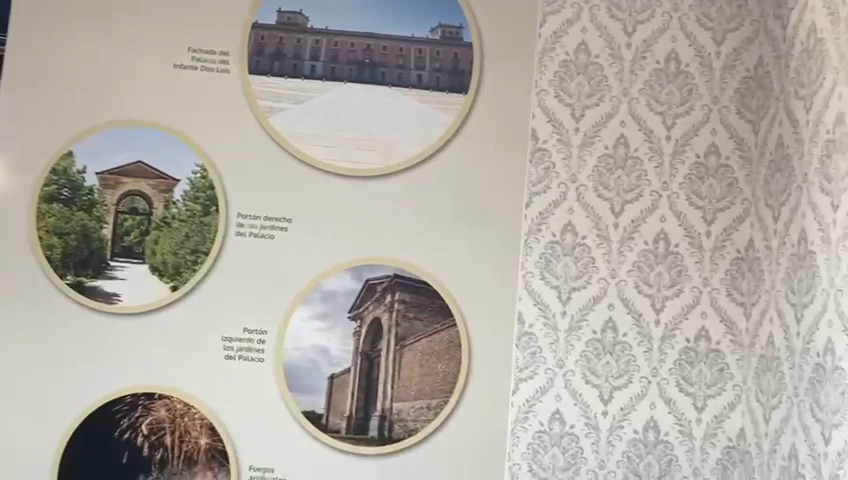 Fachada del
Palacio del
Infante Don Luis
Portón derecho
de los jardines
del Palacio
Portón
izquierdo de
los jardines
del Palacio
Fuegos
artificiales